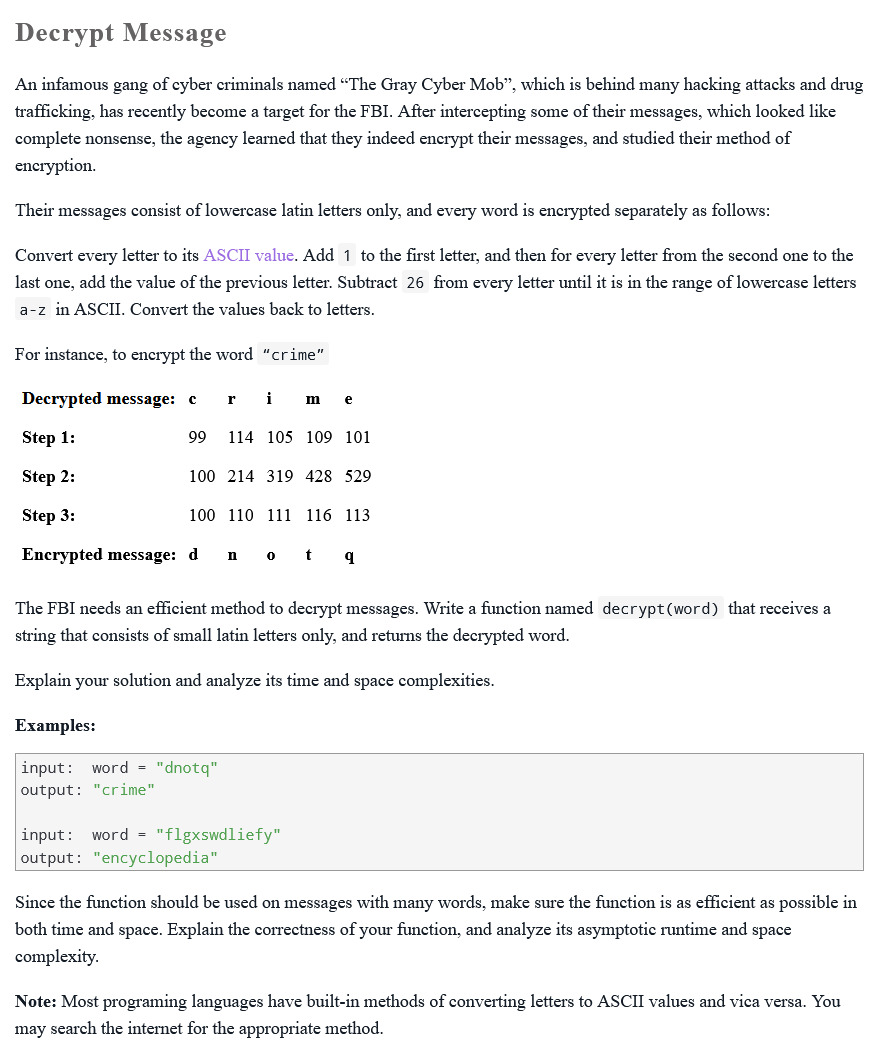 Decrypt Message
An infamous gang of cyber criminals named “The Gray Cyber Mob”, which is behind many hacking attacks and drug
trafficking, has recently become a target for the FBI. After intercepting some of their messages, which looked like
complete nonsense, the agency learned that they indeed encrypt their messages, and studied their method of
encryption.
Their messages consist of lowercase latin letters only, and every word is encrypted separately as follows:
Convert every letter to its ASCII value. Add 1 to the first letter, and then for every letter from the second one to the
last one, add the value of the previous letter. Subtract 26 from every letter until it is in the range of lowercase letters
a-z in ASCII. Convert the values back to letters.
For instance, to encrypt the word “crime”
Decrypted message: c r i m e
Step 1: 99 114 105 109 101
Step 2: 100 214 319 428 529
Step 3: 100 110 111 116 113
Encrypted message: d n o t q
The FBI needs an efficient method to decrypt messages. Write a function named decrypt(word) that receives a
string that consists of small latin letters only, and returns the decrypted word.
Explain your solution and analyze its time and space complexities.
Examples:
input: word = "dnotq"
output: "crime"
input: word = "flgxswdliefy"
output: "encyclopedia"
Since the function should be used on messages with many words, make sure the function is as efficient as possible in
both time and space. Explain the correctness of your function, and analyze its asymptotic runtime and space
complexity.
Note: Most programing languages have built-in methods of converting letters to ASCII values and vica versa. You
may search the internet for the appropriate method.